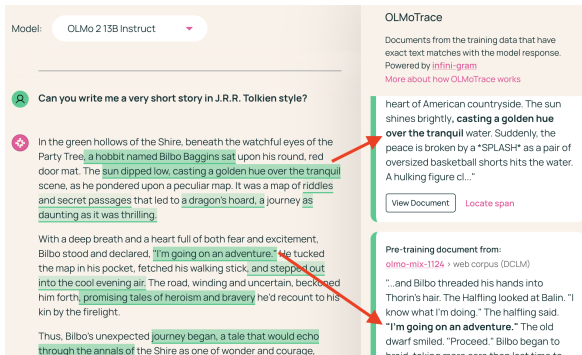 Model: OLMo 2 13B Instruct
Can you write me a very short story in J.R.R. Tolkien style?
In the green hollows of the Shire, beneath the watchful eyes of the
Party Tree, a hobbit named Bilbo Baggins sat upon his round, red
door mat. The sun dipped low, casting a golden hue over the tranquil
scene, as he pondered upon a peculiar map. It was a map of riddles
and secret passages that led to a dragon's hoard, a journey as
daunting as it was thrilling.
With a deep breath and a heart full of both fear and excitement,
Bilbo stood and declared, "I'm going on an adventure." He tucked
the map in his pocket, fetched his walking stick, and stepped out
into the cool evening air. The road, winding and uncertain, beckoned
him forth, promising tales of heroism and bravery he'd recount to his
kin by the firelight.
Thus, Bilbo's unexpected journey began, a tale that would echo
through the annals of the Shire as one of wonder and courage,
OLMoTrace
Documents from the training data that have
exact text matches with the model response.
Powered by infini-gram
More about how OLMoTrace works
heart of American countryside. The sun
shines brightly, casting a golden hue
over the tranquil water. Suddenly, the
peace is broken by a *SPLASH* as a pair of
oversized basketball shorts hits the water.
A hulking figure cl..."
View Document Locate span
Pre-training document from:
olmo-mix-1124 › web corpus (DCLM)
"...and Bilbo threaded his hands into
Thorin's hair. The Halfling looked at Balin. "I
know what I'm doing." The halfling said.
"I'm going on an adventure." The old
dwarf smiled. "Proceed." Bilbo began to